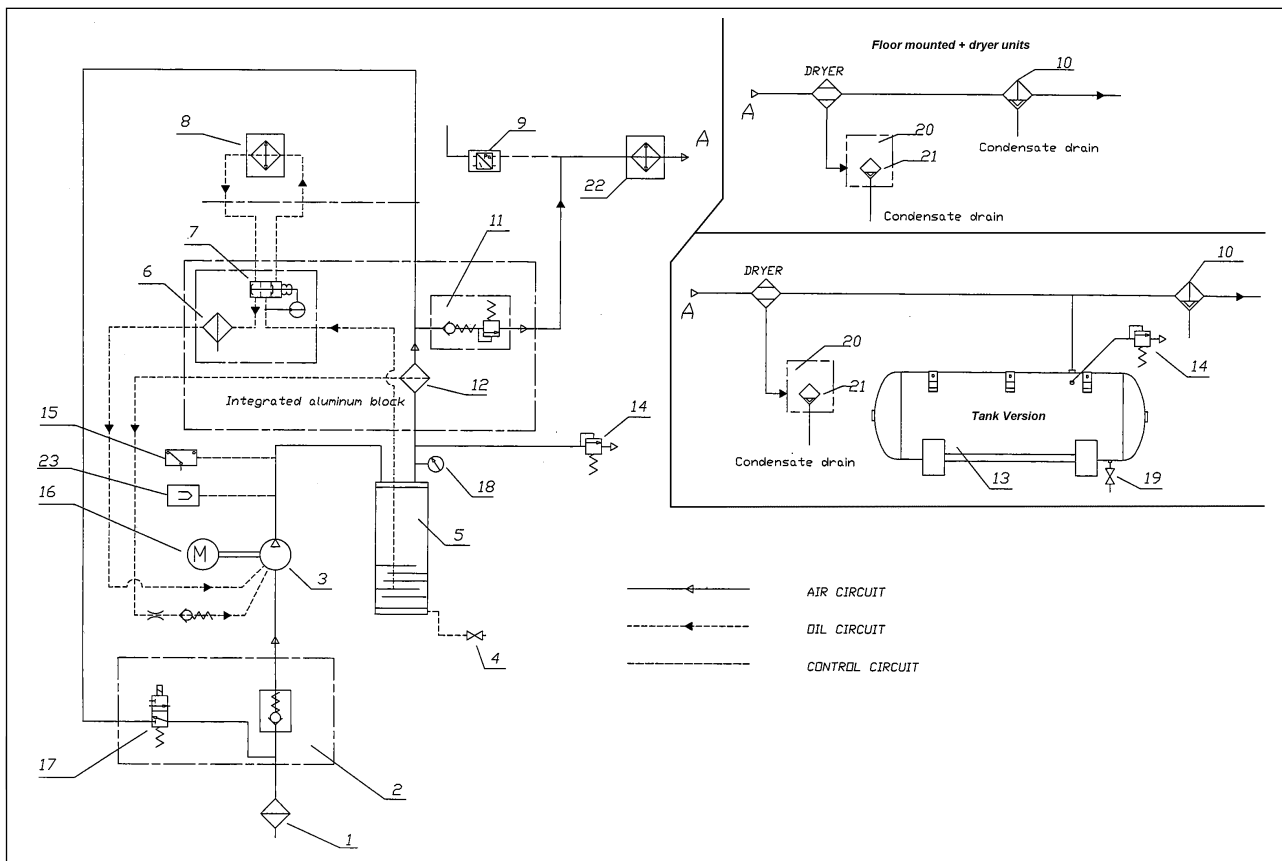 Floor mounted + dryer units
DRYER
10
A
20
21
Condensate drain
Condensate drain
8
9
A
22
7
11
6
12
Integrated aluminum block
14
15
23
18
16
M
5
3
4
17
2
1
DRYER
10
A
20
14
21
Tank Version
Condensate drain
13
19
AIR CIRCUIT
OIL CIRCUIT
CONTROL CIRCUIT